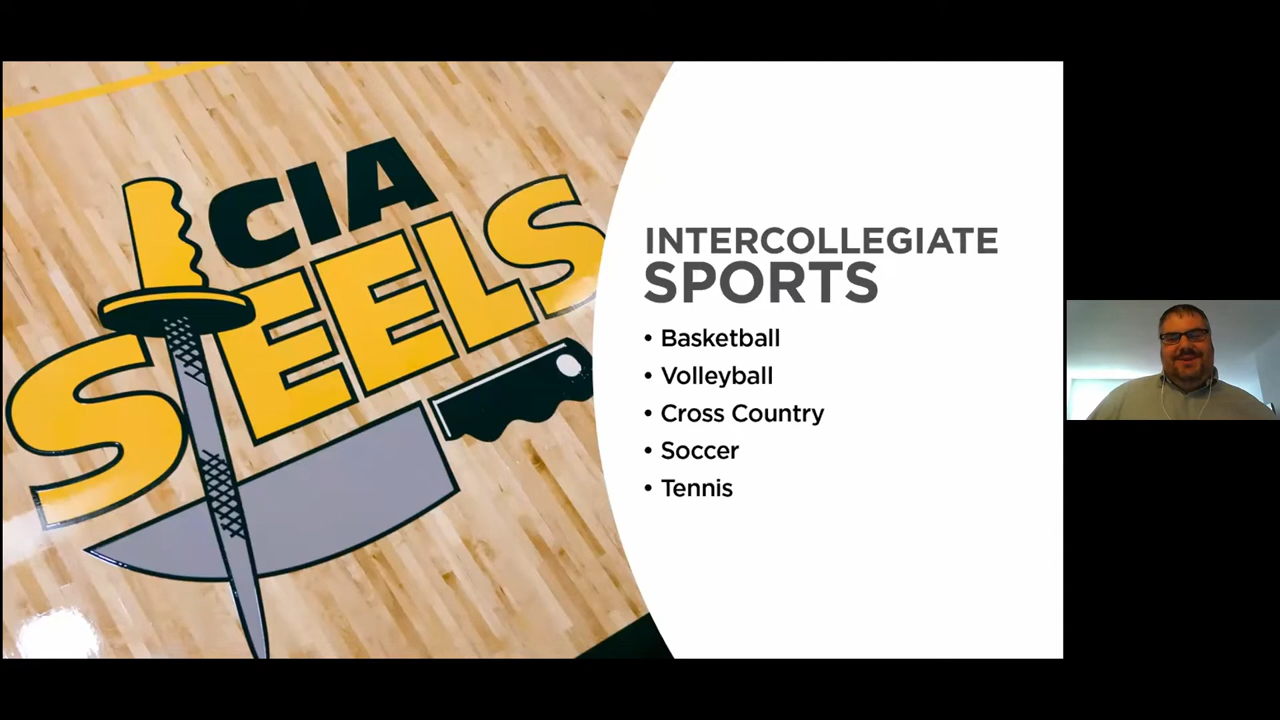 CIA
STEELS
INTERCOLLEGIATE
SPORTS
• Basketball
• Volleyball
• Cross Country
• Soccer
• Tennis